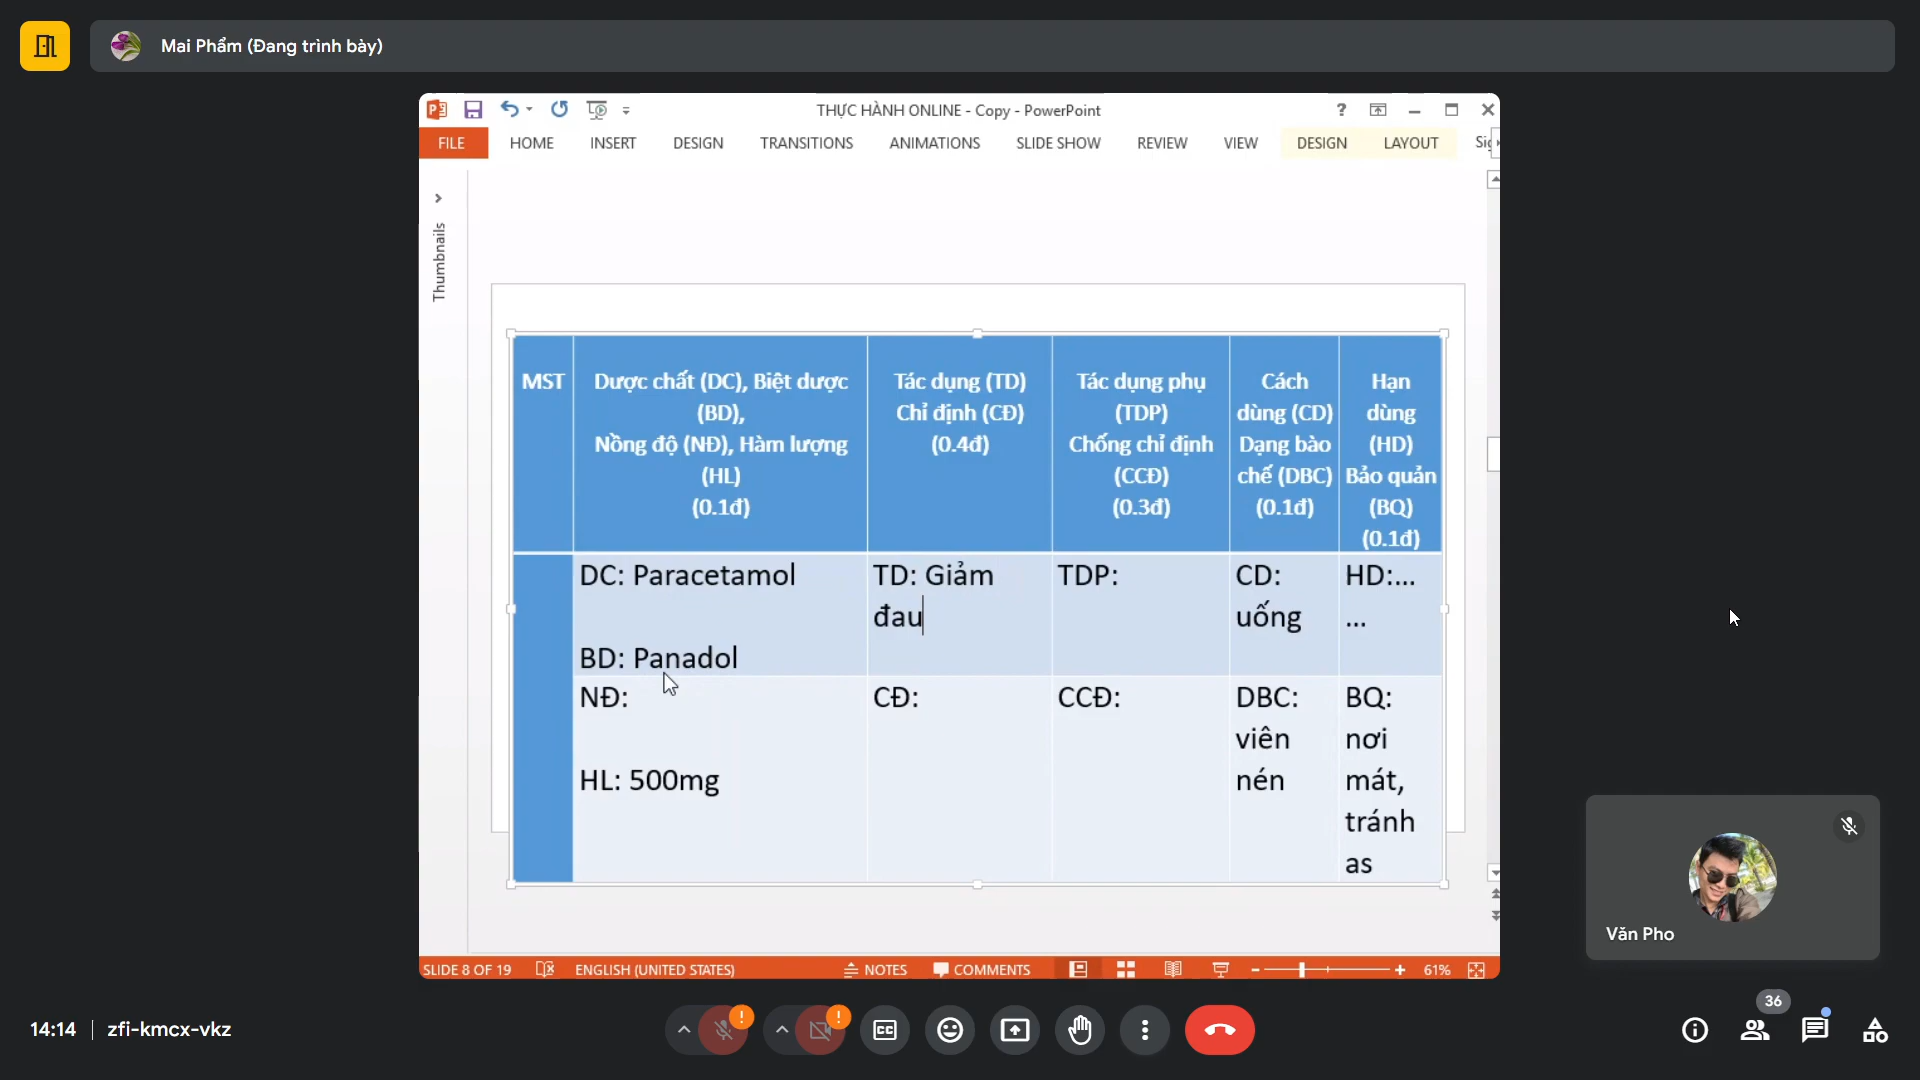 Mai Phẩm (Đang trình bày)
THỰC HÀNH ONLINE - Copy - PowerPoint
FILE HOME INSERT DESIGN TRANSITIONS ANIMATIONS SLIDE SHOW REVIEW VIEW DESIGN LAYOUT
Thumbnails
MST
Dược chất (DC), Biệt dược
(BD),
Nồng độ (NĐ), Hàm lượng
(HL)
(0.1đ)
Tác dụng (TD)
Chỉ định (CĐ)
(0.4đ)
Tác dụng phụ
(TDP)
Chống chỉ định
(CCĐ)
(0.3đ)
Cách
dùng (CD)
Dạng bào
chế (DBC)
(0.1đ)
Hạn
dùng
(HD)
Bảo quản
(BQ)
(0.1đ)
DC: Paracetamol
BD: Panadol
TD: Giảm
đau
TDP:
CD:
uống
HD:...
...
NĐ:
HL: 500mg
CĐ:
CCĐ:
DBC:
viên
nén
BQ:
nơi
mát,
tránh
as
SLIDE 8 OF 19 ENGLISH (UNITED STATES) NOTES COMMENTS 61%
Văn Pho
14:14 | zfi-kmcx-vkz
36